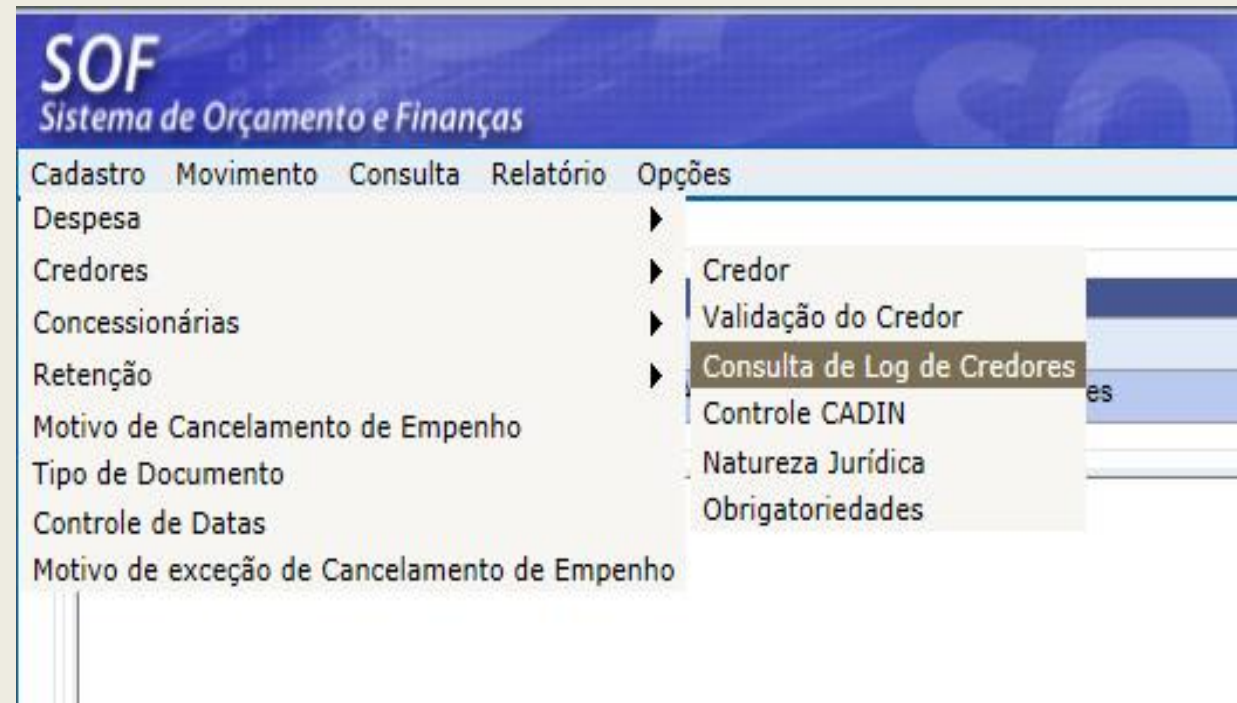 SOF
Sistema de Orçamento e Finanças
Cadastro Movimento Consulta Relatório Opções
Despesa
Credores
Concessionárias
Retenção
Motivo de Cancelamento de Empenho
Tipo de Documento
Controle de Datas
Motivo de exceção de Cancelamento de Empenho
Credor
Validação do Credor
Consulta de Log de Credores
Controle CADIN
Natureza Jurídica
Obrigatoriedades
es